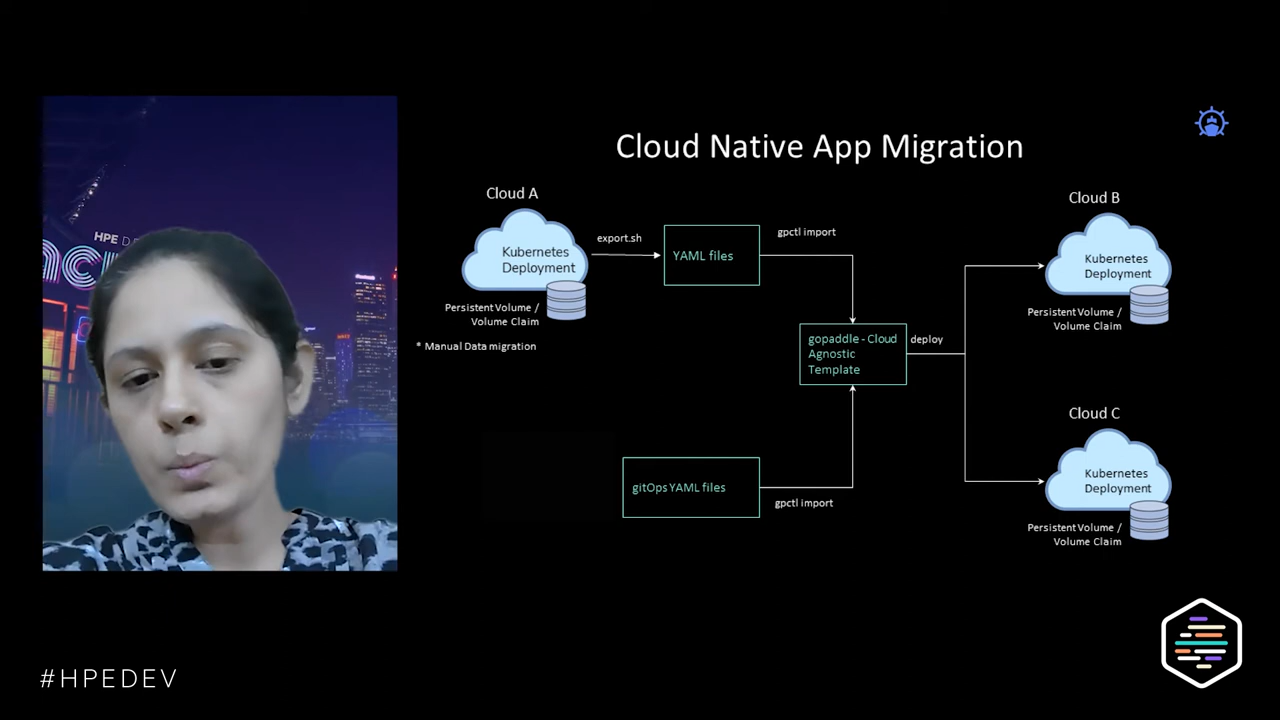 HPE DE
Cloud Native App Migration
Cloud A
Kubernetes
Deployment
Persistent Volume /
Volume Claim
* Manual Data migration
export.sh
YAML files
gpctl import
gopaddle - Cloud
Agnostic
Template
deploy
gitOps YAML files
gpctl import
Cloud B
Kubernetes
Deployment
Persistent Volume /
Volume Claim
Cloud C
Kubernetes
Deployment
Persistent Volume /
Volume Claim
#HPEDEV